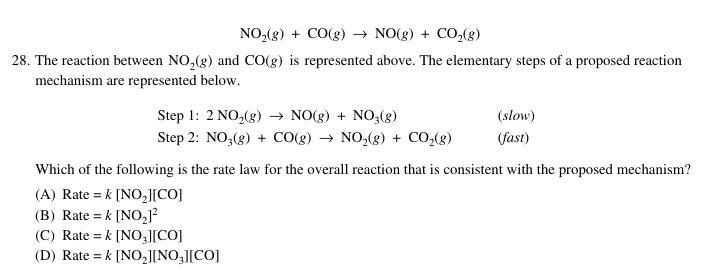 NO₂(g) + CO(g) → NO(g) + CO₂(g)
28. The reaction between NO₂(g) and CO(g) is represented above. The elementary steps of a proposed reaction
mechanism are represented below.
Step 1: 2 NO₂(g) → NO(g) + NO₃(g) (slow)
Step 2: NO₃(g) + CO(g) → NO₂(g) + CO₂(g) (fast)
Which of the following is the rate law for the overall reaction that is consistent with the proposed mechanism?
(A) Rate = k [NO₂][CO]
(B) Rate = k [NO₂]²
(C) Rate = k [NO₃][CO]
(D) Rate = k [NO₂][NO₃][CO]